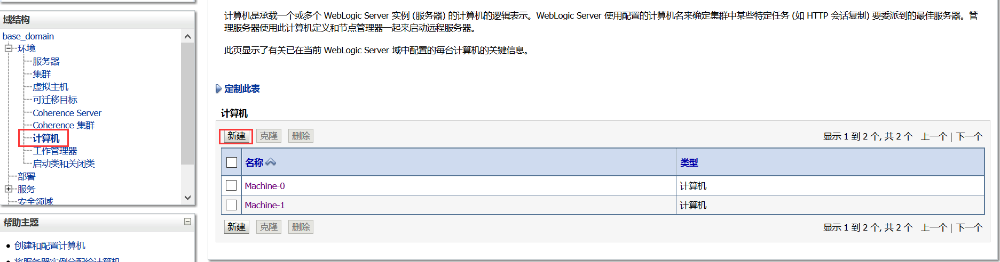 域结构
base_domain
环境
服务器
集群
虚拟主机
可迁移目标
Coherence Server
Coherence 集群
计算机
工作管理器
启动类和关闭类
部署
服务
安全领域
帮助主题
创建和配置计算机
将服务器实例分配给计算机
计算机是承载一个或多个 WebLogic Server 实例 (服务器) 的计算机的逻辑表示。WebLogic Server 使用配置的计算机名来确定集群中某些特定任务 (如 HTTP 会话复制) 要委派到的最佳服务器。管
理服务器使用此计算机定义和节点管理器一起来启动远程服务器。
此页显示了有关已在当前 WebLogic Server 域中配置的每台计算机的关键信息。
定制此表
计算机
新建 克隆 删除 显示 1 到 2 个, 共 2 个 上一个 | 下一个
名称 类型
Machine-0 计算机
Machine-1 计算机
新建 克隆 删除 显示 1 到 2 个, 共 2 个 上一个 | 下一个